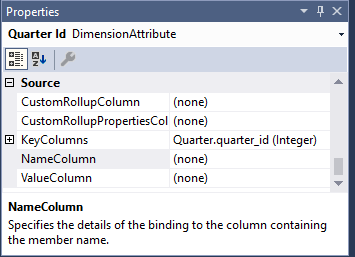 Properties
Quarter Id DimensionAttribute
Source
CustomRollupColumn (none)
CustomRollupPropertiesCol (none)
KeyColumns Quarter.quarter_id (Integer)
NameColumn (none)
ValueColumn (none)
NameColumn
Specifies the details of the binding to the column containing
the member name.